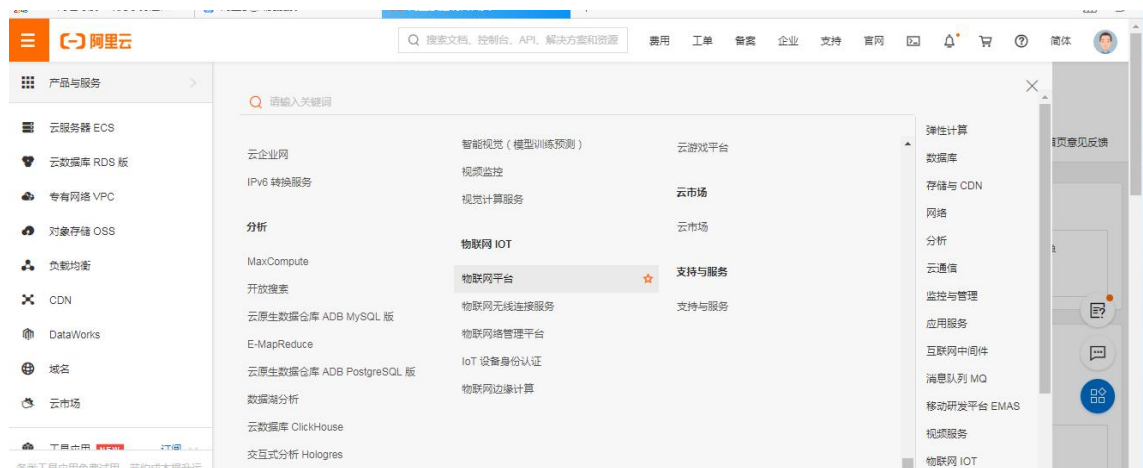 阿里云
搜索文档、控制台、API、解决方案和资源
费用 工单 备案 企业 支持 官网 简体
产品与服务
云服务器 ECS
云数据库 RDS 版
专有网络 VPC
对象存储 OSS
负载均衡
CDN
DataWorks
域名
云市场
工具应用 NEW 订阅
请输入关键词
云企业网
IPv6 转换服务
分析
MaxCompute
开放搜索
云原生数据仓库 ADB MySQL 版
E-MapReduce
云原生数据仓库 ADB PostgreSQL 版
数据湖分析
云数据库 ClickHouse
交互式分析 Hologres
智能视觉 ( 模型训练预测 )
视频监控
视觉计算服务
物联网 IOT
物联网平台
物联网无线连接服务
物联网络管理平台
IoT 设备身份认证
物联网边缘计算
云游戏平台
云市场
云市场
支持与服务
支持与服务
弹性计算
数据库
存储与 CDN
网络
分析
云通信
监控与管理
应用服务
互联网中间件
消息队列 MQ
移动研发平台 EMAS
视频服务
物联网 IOT
首页意见反馈